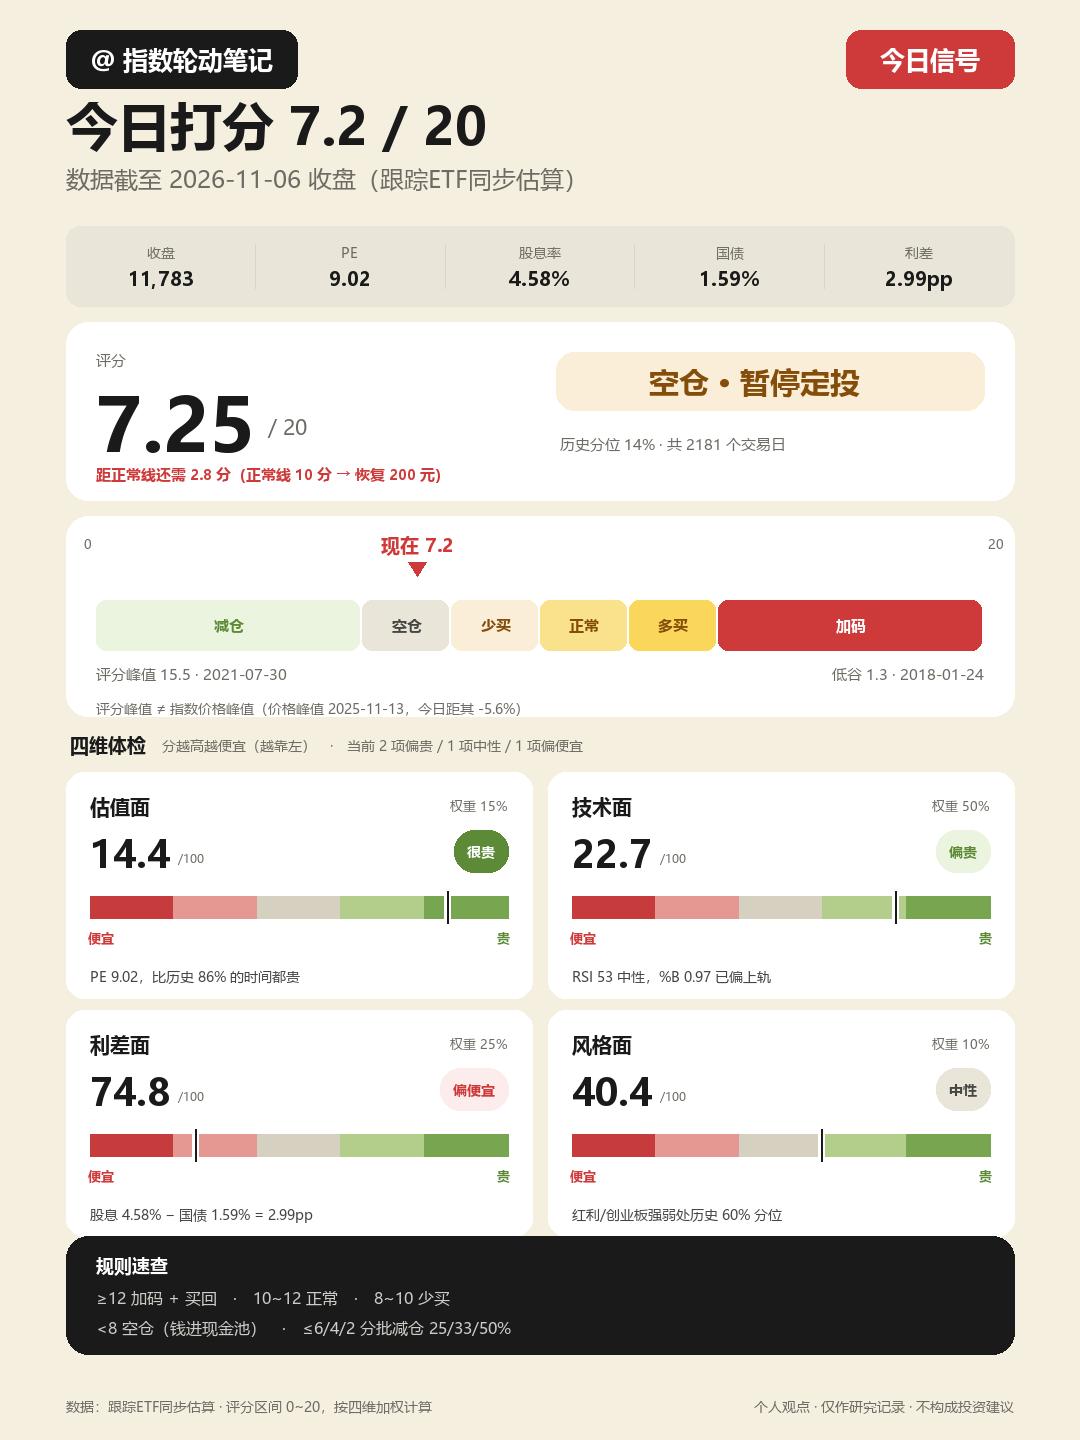 @ 指数轮动笔记
今日信号
今日打分 7.2 / 20
数据截至 2026-11-06 收盘（跟踪ETF同步估算）
收盘 PE 股息率 国债 利差
11,783 9.02 4.58% 1.59% 2.99pp
评分
7.25 / 20
空仓 • 暂停定投
历史分位 14% · 共 2181 个交易日
距正常线还需 2.8 分（正常线 10 分 → 恢复 200 元）
0 现在 7.2 20
减仓 空仓 少买 正常 多买 加码
评分峰值 15.5 · 2021-07-30
低谷 1.3 · 2018-01-24
评分峰值 ≠ 指数价格峰值（价格峰值 2025-11-13，今日距其 -5.6%）
四维体检 分越高越便宜（越靠左） · 当前 2 项偏贵 / 1 项中性 / 1 项偏便宜
估值面 权重 15%
14.4 /100 很贵
便宜 贵
PE 9.02，比历史 86% 的时间都贵
技术面 权重 50%
22.7 /100 偏贵
便宜 贵
RSI 53 中性，%B 0.97 已偏上轨
利差面 权重 25%
74.8 /100 偏便宜
便宜 贵
股息 4.58% − 国债 1.59% = 2.99pp
风格面 权重 10%
40.4 /100 中性
便宜 贵
红利/创业板强弱处历史 60% 分位
规则速查
≥12 加码 + 买回 · 10~12 正常 · 8~10 少买
<8 空仓（钱进现金池） · ≤6/4/2 分批减仓 25/33/50%
数据：跟踪ETF同步估算 · 评分区间 0~20，按四维加权计算
个人观点 · 仅作研究记录 · 不构成投资建议